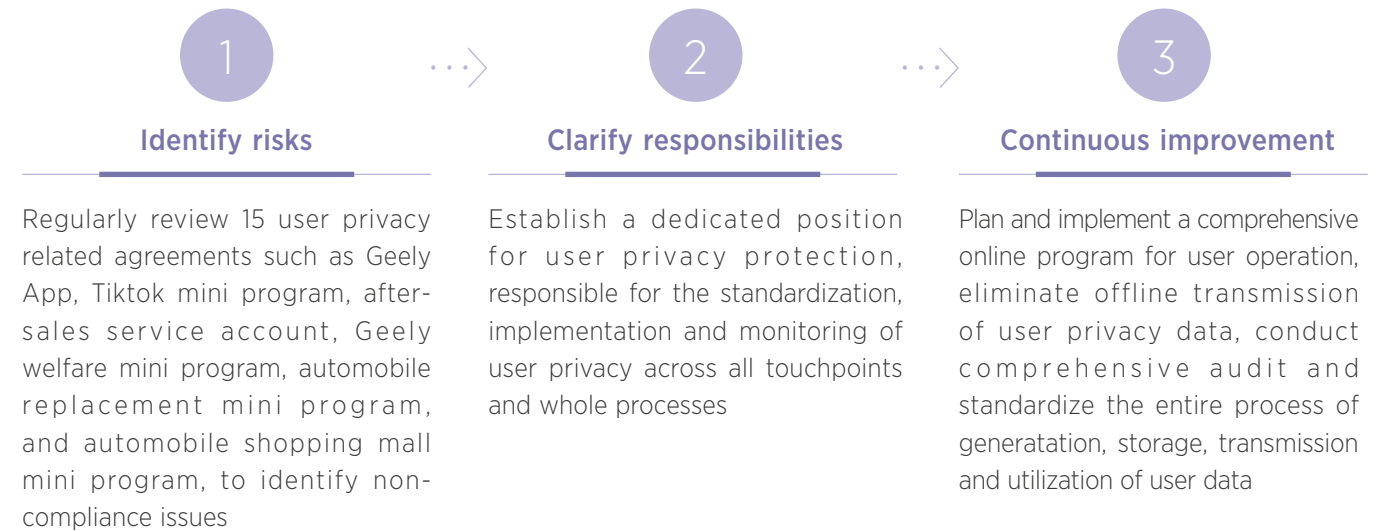 1
Identify risks
Regularly review 15 user privacy
related agreements such as Geely
App, Tiktok mini program, after-
sales service account, Geely
welfare mini program, automobile
replacement mini program,
and automobile shopping mall
mini program, to identify non-
compliance issues
2
Clarify responsibilities
Establish a dedicated position
for user privacy protection,
responsible for the standardization,
implementation and monitoring of
user privacy across all touchpoints
and whole processes
3
Continuous improvement
Plan and implement a comprehensive
online program for user operation,
eliminate offline transmission
of user privacy data, conduct
comprehensive audit and
standardize the entire process of
generatation, storage, transmission
and utilization of user data